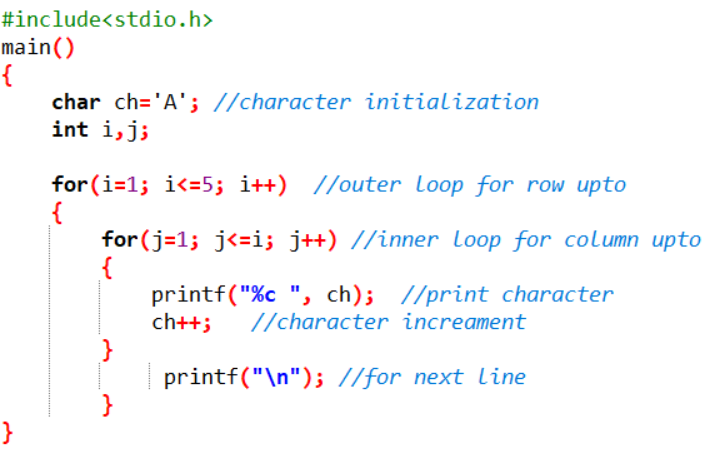 #include<stdio.h>
main()
{
    char ch='A'; //character initialization
    int i,j;

    for(i=1; i<=5; i++)  //outer loop for row upto
    {
        for(j=1; j<=i; j++) //inner loop for column upto
        {
            printf("%c ", ch);  //print character
            ch++;   //character increament
        }
             printf("\n"); //for next line
        }
}